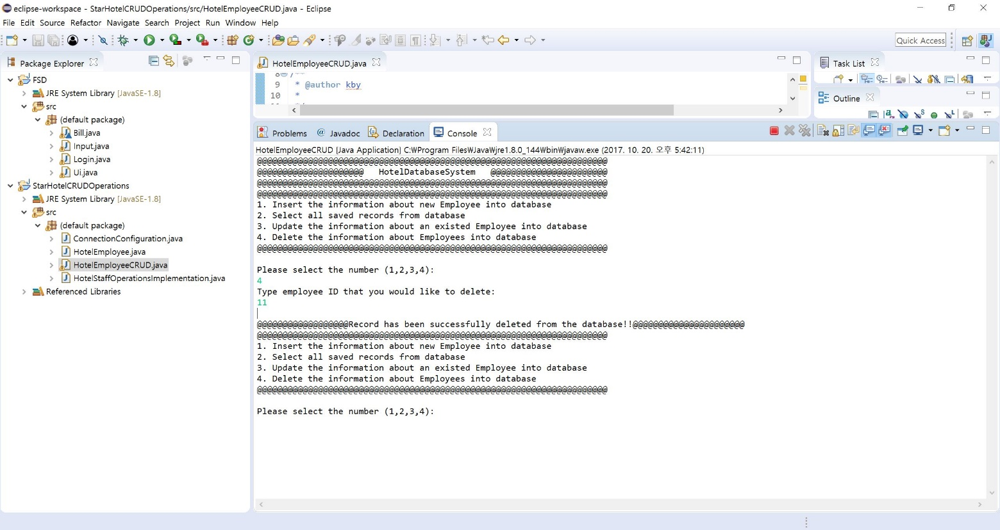 eclipse-workspace - StarHotelCRUDOperations/src/HotelEmployeeCRUD.java - Eclipse
File Edit Source Refactor Navigate Search Project Run Window Help
Quick Access
Package Explorer
FSD
JRE System Library [JavaSE-1.8]
src
(default package)
Bill.java
Input.java
Login.java
Ui.java
StarHotelCRUDOperations
JRE System Library [JavaSE-1.8]
src
(default package)
ConnectionConfiguration.java
HotelEmployee.java
HotelEmployeeCRUD.java
HotelStaffOperationsImplementation.java
Referenced Libraries
HotelEmployeeCRUD.java
8 /**
9 * @author kby
10 *
Task List
Outline
Problems @ Javadoc Declaration Console
HotelEmployeeCRUD [Java Application] C:₩Program Files₩Java₩jre1.8.0_144₩bin₩javaw.exe (2017. 10. 20. 오후 5:42:11)
@@@@@@@@@@@@@@@@@@@@@@@@@@@@@@@@@@@@@@@@@@@@@@@@@@@@@@@@@@@@@@@@@@@@@
@@@@@@@@@@@@@@@@@@@@@ HotelDatabaseSystem @@@@@@@@@@@@@@@@@@@@@@@
@@@@@@@@@@@@@@@@@@@@@@@@@@@@@@@@@@@@@@@@@@@@@@@@@@@@@@@@@@@@@@@@@@@@@
@@@@@@@@@@@@@@@@@@@@@@@@@@@@@@@@@@@@@@@@@@@@@@@@@@@@@@@@@@@@@@@@@@@@@
1. Insert the information about new Employee into database
2. Select all saved records from database
3. Update the information about an existed Employee into database
4. Delete the information about Employees into database
@@@@@@@@@@@@@@@@@@@@@@@@@@@@@@@@@@@@@@@@@@@@@@@@@@@@@@@@@@@@@@@@@@@@@
Please select the number (1,2,3,4):
4
Type employee ID that you would like to delete:
11
@@@@@@@@@@@@@@@@@@Record has been successfully deleted from the database!!@@@@@@@@@@@@@@@@@@@@@@
@@@@@@@@@@@@@@@@@@@@@@@@@@@@@@@@@@@@@@@@@@@@@@@@@@@@@@@@@@@@@@@@@@@@@
1. Insert the information about new Employee into database
2. Select all saved records from database
3. Update the information about an existed Employee into database
4. Delete the information about Employees into database
@@@@@@@@@@@@@@@@@@@@@@@@@@@@@@@@@@@@@@@@@@@@@@@@@@@@@@@@@@@@@@@@@@@@@
Please select the number (1,2,3,4):